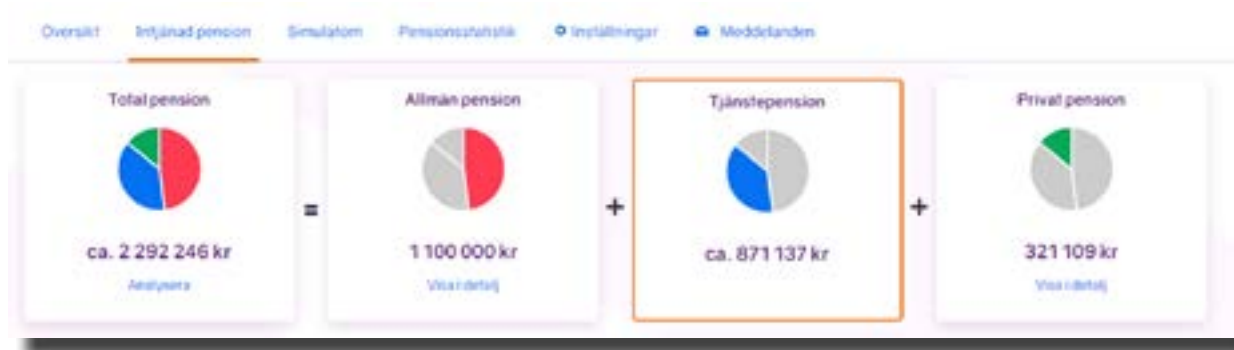 Översikt Intjänad pension Simulatorn Pensionsstatistik Inställningar Meddelanden
Total pension Allmän pension Tjänstepension Privat pension
= + +
ca. 2 292 246 kr 1 100 000 kr ca. 871 137 kr 321 109 kr
Analysera Visa i detalj Visa i detalj